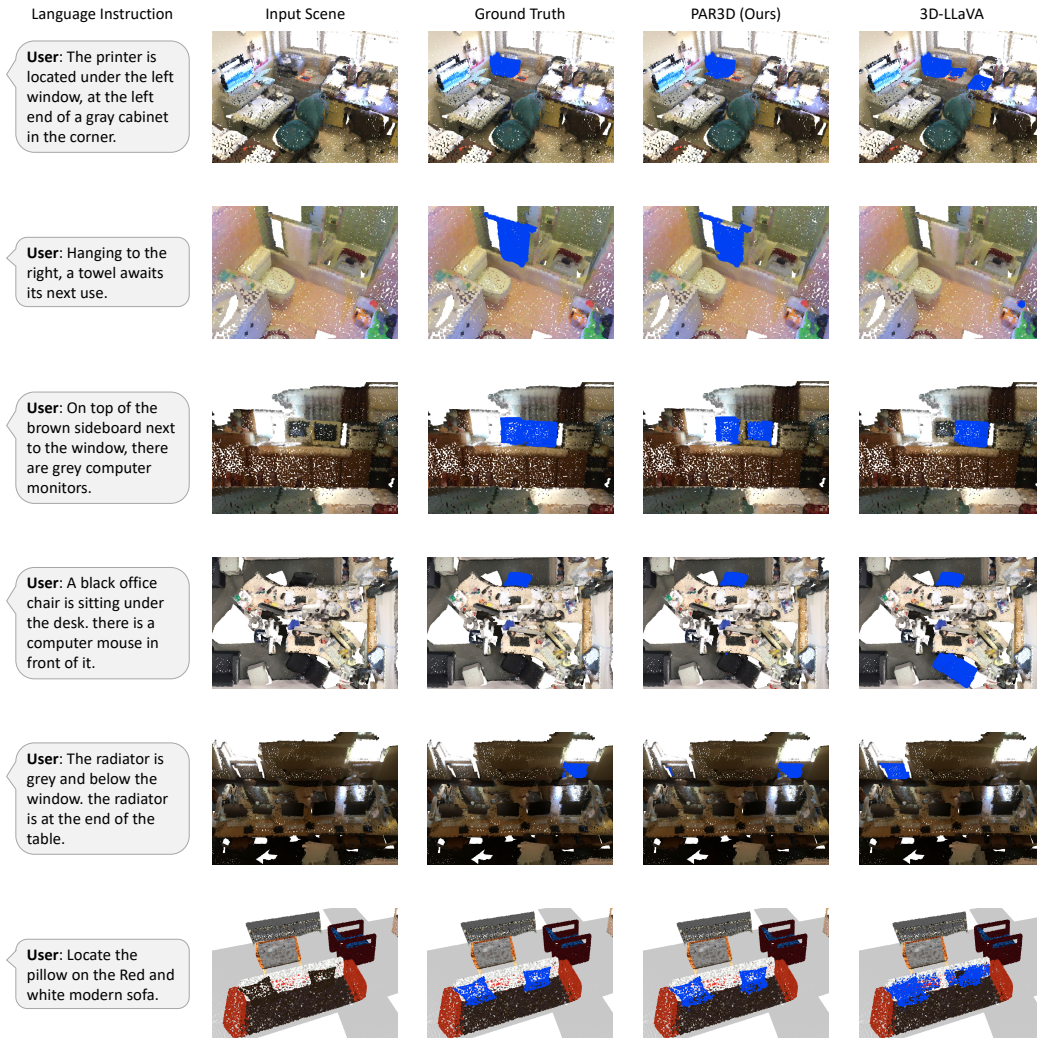 Language Instruction
Input Scene
Ground Truth
PAR3D (Ours)
3D-LLaVA
User: The printer is
located under the left
window, at the left
end of a gray cabinet
in the corner.
User: Hanging to the
right, a towel awaits
its next use.
User: On top of the
brown sideboard next
to the window, there
are grey computer
monitors.
User: A black office
chair is sitting under
the desk. there is a
computer mouse in
front of it.
User: The radiator is
grey and below the
window. the radiator
is at the end of the
table.
User: Locate the
pillow on the Red and
white modern sofa.